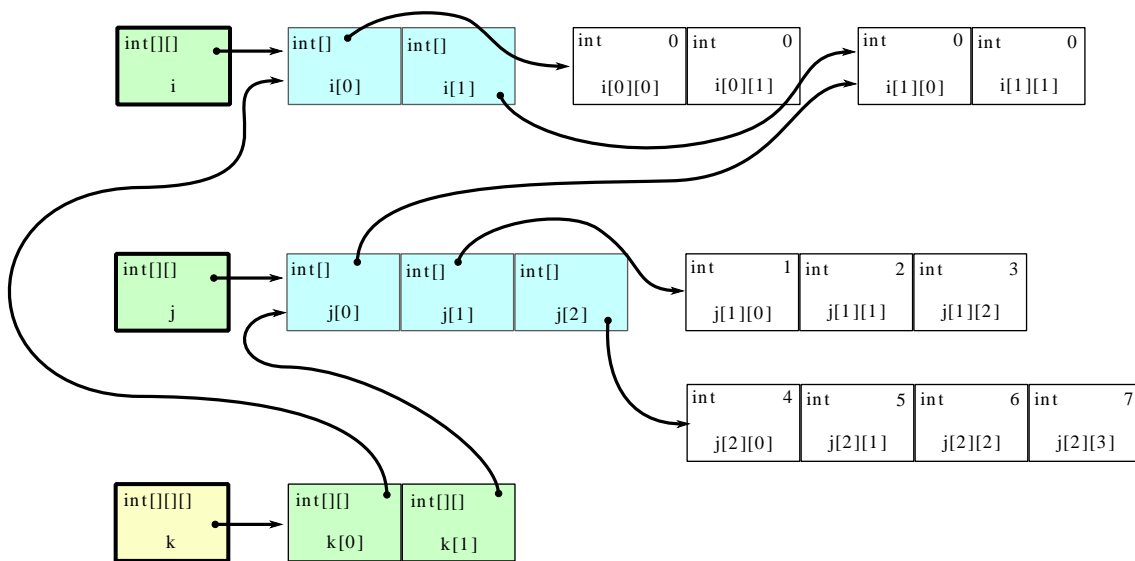 int[][] int[] int[] int 0 int 0 int 0 int 0
i i[0] i[1] i[0][0] i[0][1] i[1][0] i[1][1]
int[][] int[] int[] int[] int 1 int 2 int 3
j j[0] j[1] j[2] j[1][0] j[1][1] j[1][2]
int 4 int 5 int 6 int 7
j[2][0] j[2][1] j[2][2] j[2][3]
int[][][] int[][] int[][]
k k[0] k[1]